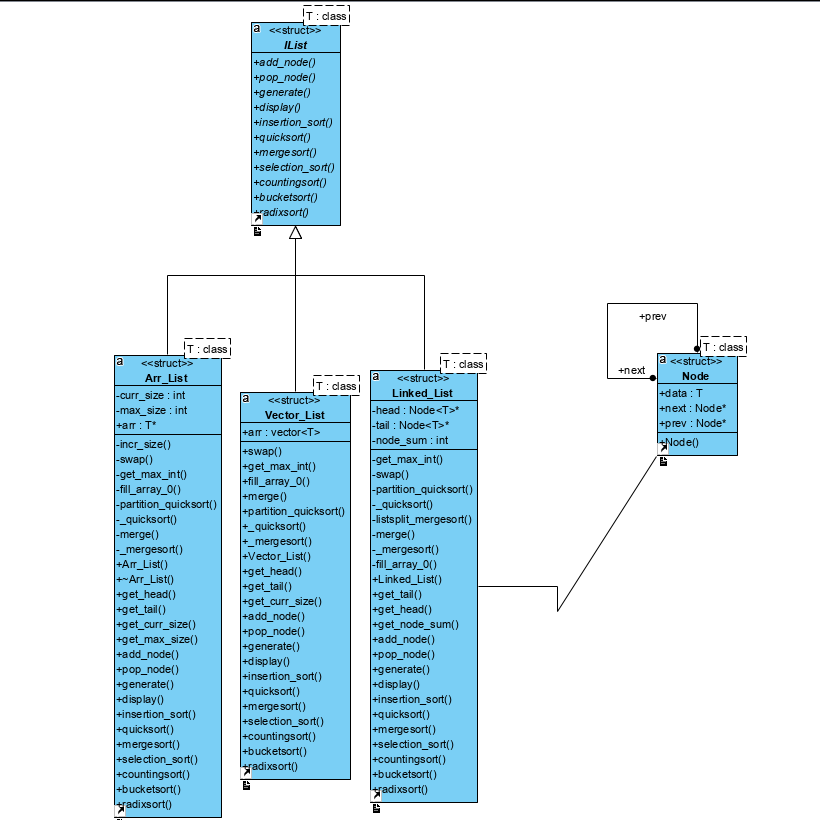 T : class
a
<<struct>>
IList
+add_node()
+pop_node()
+generate()
+display()
+insertion_sort()
+quicksort()
+mergesort()
+selection_sort()
+countingsort()
+bucketsort()
+radixsort()
T : class
a
<<struct>>
Arr_List
-curr_size : int
-max_size : int
+arr : T*
-incr_size()
-swap()
-get_max_int()
-fill_array_0()
-partition_quicksort()
-_quicksort()
-merge()
-_mergesort()
+Arr_List()
+~Arr_List()
+get_head()
+get_tail()
+get_curr_size()
+get_max_size()
+add_node()
+pop_node()
+generate()
+display()
+insertion_sort()
+quicksort()
+mergesort()
+selection_sort()
+countingsort()
+bucketsort()
+radixsort()
T : class
a
<<struct>>
Vector_List
+arr : vector<T>
+swap()
+get_max_int()
+fill_array_0()
+merge()
+partition_quicksort()
+_quicksort()
+_mergesort()
+Vector_List()
+get_head()
+get_tail()
+get_curr_size()
+add_node()
+pop_node()
+generate()
+display()
+insertion_sort()
+quicksort()
+mergesort()
+selection_sort()
+countingsort()
+bucketsort()
+radixsort()
T : class
a
<<struct>>
Linked_List
-head : Node<T>*
-tail : Node<T>*
-node_sum : int
-get_max_int()
-swap()
-partition_quicksort()
-_quicksort()
-listsplit_mergesort()
-merge()
-_mergesort()
-fill_array_0()
+Linked_List()
+get_tail()
+get_head()
+get_node_sum()
+add_node()
+pop_node()
+generate()
+display()
+insertion_sort()
+quicksort()
+mergesort()
+selection_sort()
+countingsort()
+bucketsort()
+radixsort()
+prev
+next
T : class
a
<<struct>>
Node
+data : T
+next : Node*
+prev : Node*
+Node()